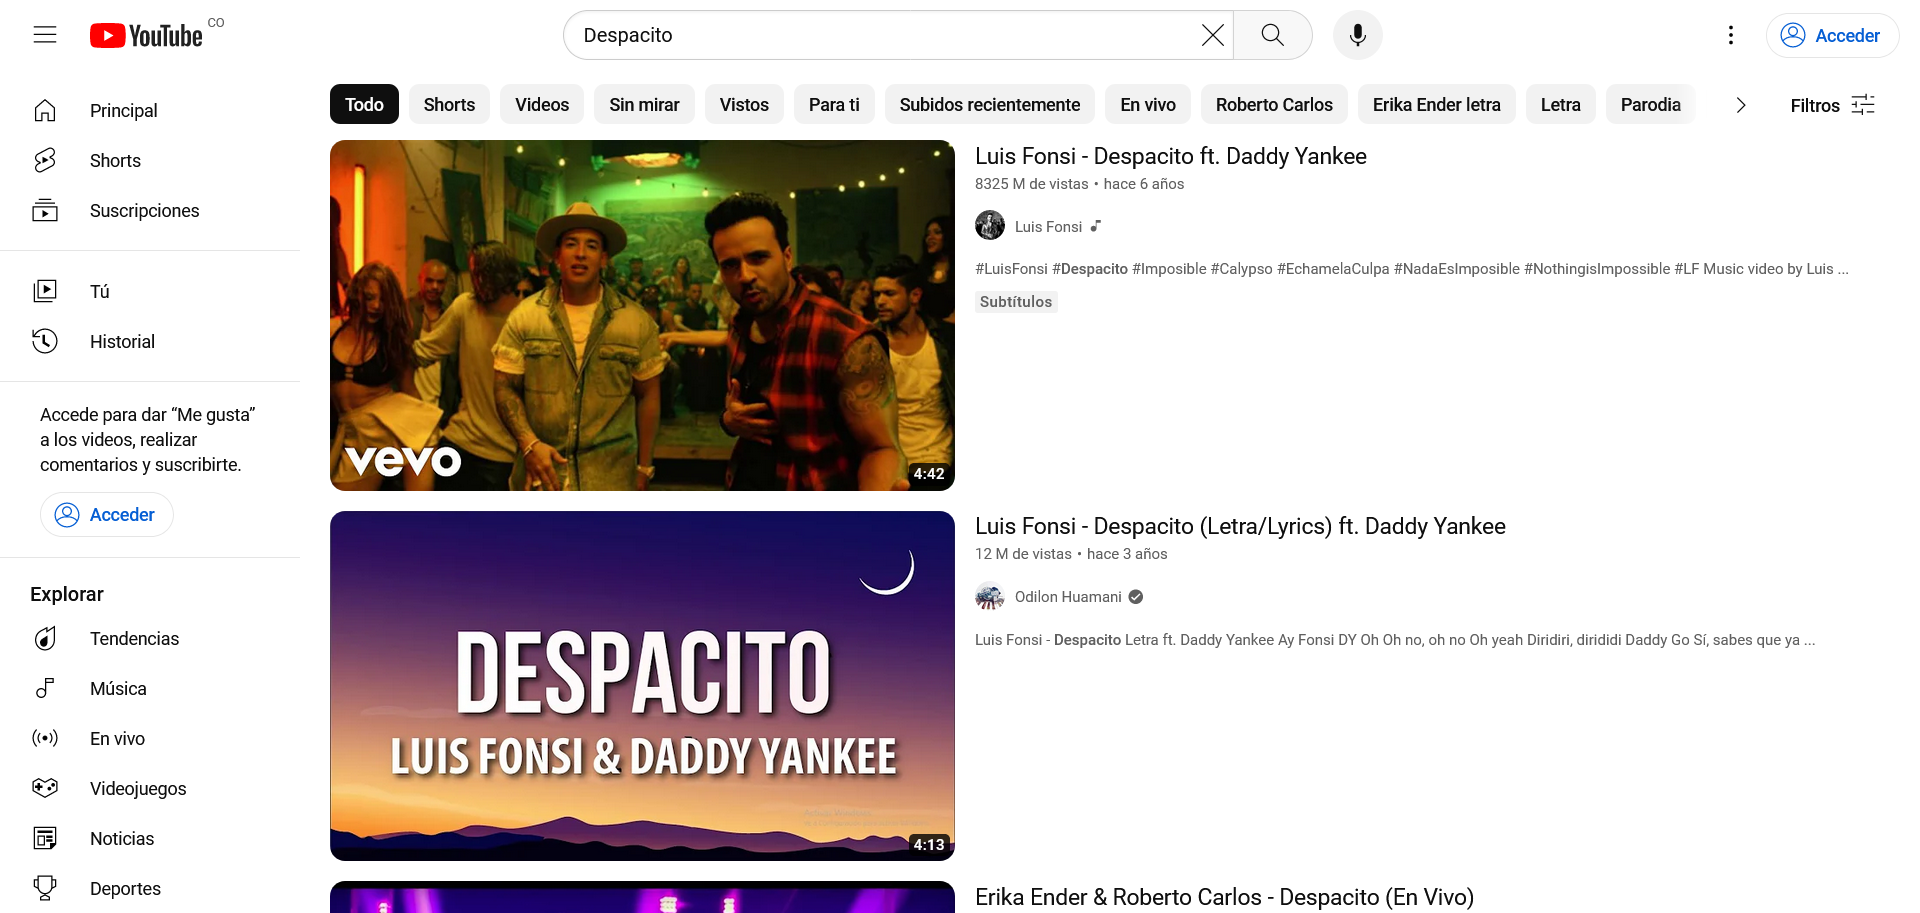 YouTube CO
Despacito
Acceder
Principal
Shorts
Suscripciones
Tú
Historial
Accede para dar “Me gusta”
a los videos, realizar
comentarios y suscribirte.
Acceder
Explorar
Tendencias
Música
En vivo
Videojuegos
Noticias
Deportes
Todo Shorts Videos Sin mirar Vistos Para ti Subidos recientemente En vivo Roberto Carlos Erika Ender letra Letra Parodia Filtros
vevo
4:42
Luis Fonsi - Despacito ft. Daddy Yankee
8325 M de vistas • hace 6 años
Luis Fonsi
#LuisFonsi #Despacito #Imposible #Calypso #EchamelaCulpa #NadaEsImposible #NothingisImpossible #LF Music video by Luis ...
Subtítulos
DESPACITO
LUIS FONSI & DADDY YANKEE
4:13
Luis Fonsi - Despacito (Letra/Lyrics) ft. Daddy Yankee
12 M de vistas • hace 3 años
Odilon Huamani
Luis Fonsi - Despacito Letra ft. Daddy Yankee Ay Fonsi DY Oh Oh no, oh no Oh yeah Diridiri, dirididi Daddy Go Sí, sabes que ya ...
Erika Ender & Roberto Carlos - Despacito (En Vivo)